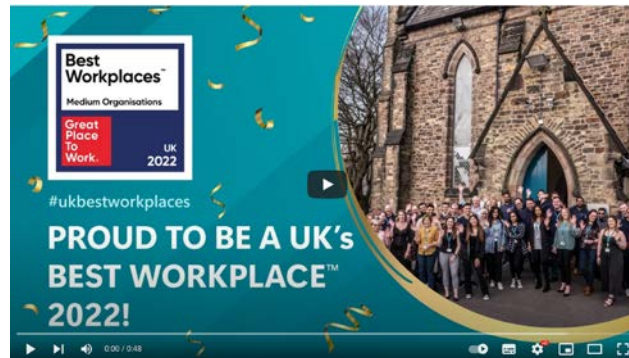 Best
Workplaces™
Medium Organisations
Great
Place
To
Work.
UK
2022
#ukbestworkplaces
PROUD TO BE A UK's
BEST WORKPLACE™
2022!
0:00 / 0:48